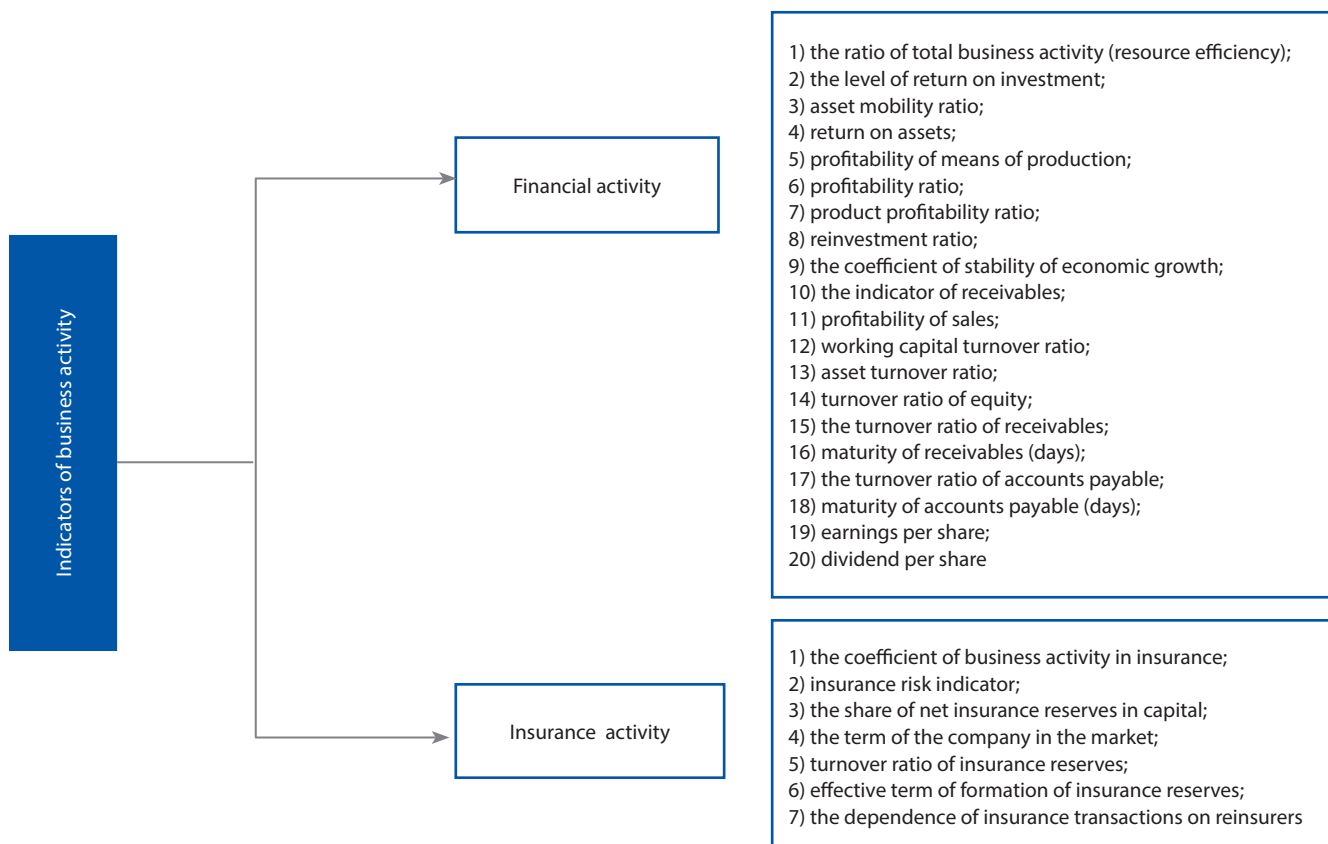 Indicators of business activity
Financial activity
1) the ratio of total business activity (resource efficiency);
2) the level of return on investment;
3) asset mobility ratio;
4) return on assets;
5) profitability of means of production;
6) profitability ratio;
7) product profitability ratio;
8) reinvestment ratio;
9) the coefficient of stability of economic growth;
10) the indicator of receivables;
11) profitability of sales;
12) working capital turnover ratio;
13) asset turnover ratio;
14) turnover ratio of equity;
15) the turnover ratio of receivables;
16) maturity of receivables (days);
17) the turnover ratio of accounts payable;
18) maturity of accounts payable (days);
19) earnings per share;
20) dividend per share
Insurance activity
1) the coefficient of business activity in insurance;
2) insurance risk indicator;
3) the share of net insurance reserves in capital;
4) the term of the company in the market;
5) turnover ratio of insurance reserves;
6) effective term of formation of insurance reserves;
7) the dependence of insurance transactions on reinsurers